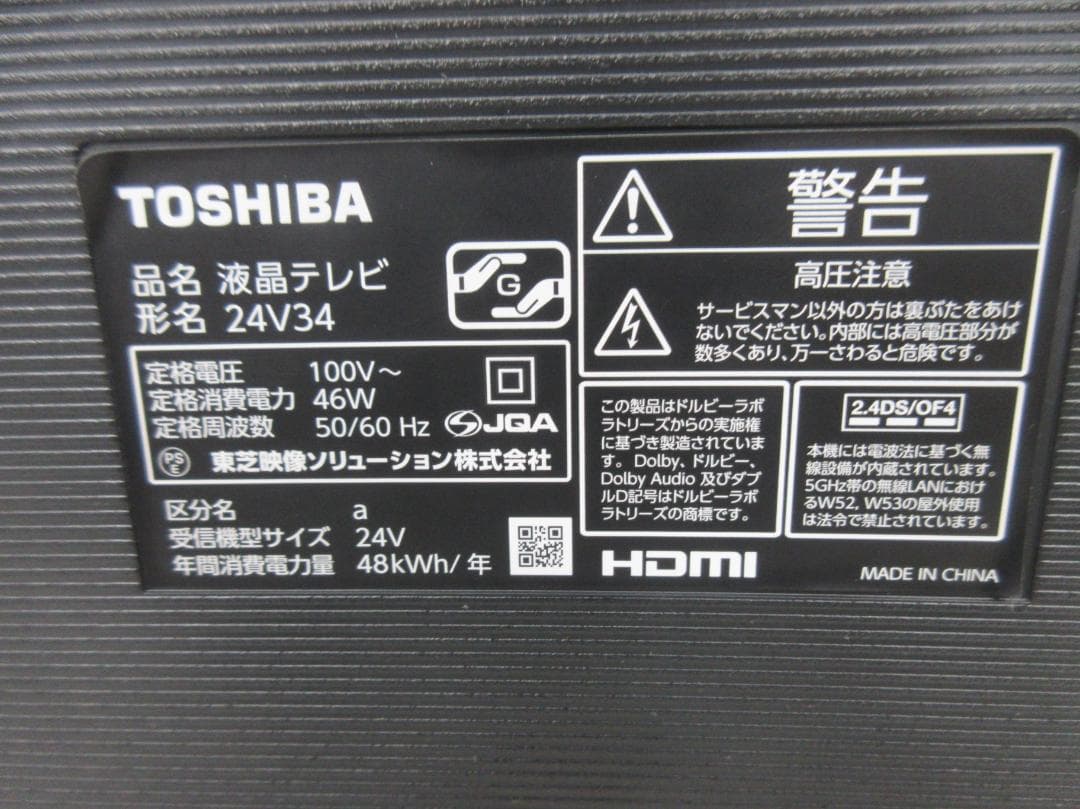 TOSHIBA
品名 液晶テレビ
形名 24V34
G
定格電圧 100V～
定格消費電力 46W
定格周波数 50/60 Hz
JQA
PS
E
東芝映像ソリューション株式会社
区分名 a
受信機型サイズ 24V
年間消費電力量 48kWh/年
警告
高圧注意
サービスマン以外の方は裏ぶたをあけ
ないでください。内部には高電圧部分が
数多くあり、万一さわると危険です。
この製品はドルビーラボ
ラトリーズからの実施権
に基づき製造されていま
す。Dolby、ドルビー、
Dolby Audio 及びダブ
ルD記号はドルビーラボ
ラトリーズの商標です。
2.4DS/OF4
本機には電波法に基づく無
線設備が内蔵されています。
5GHz帯の無線LANにおけ
るW52, W53の屋外使用
は法令で禁止されています。
HDMI
MADE IN CHINA